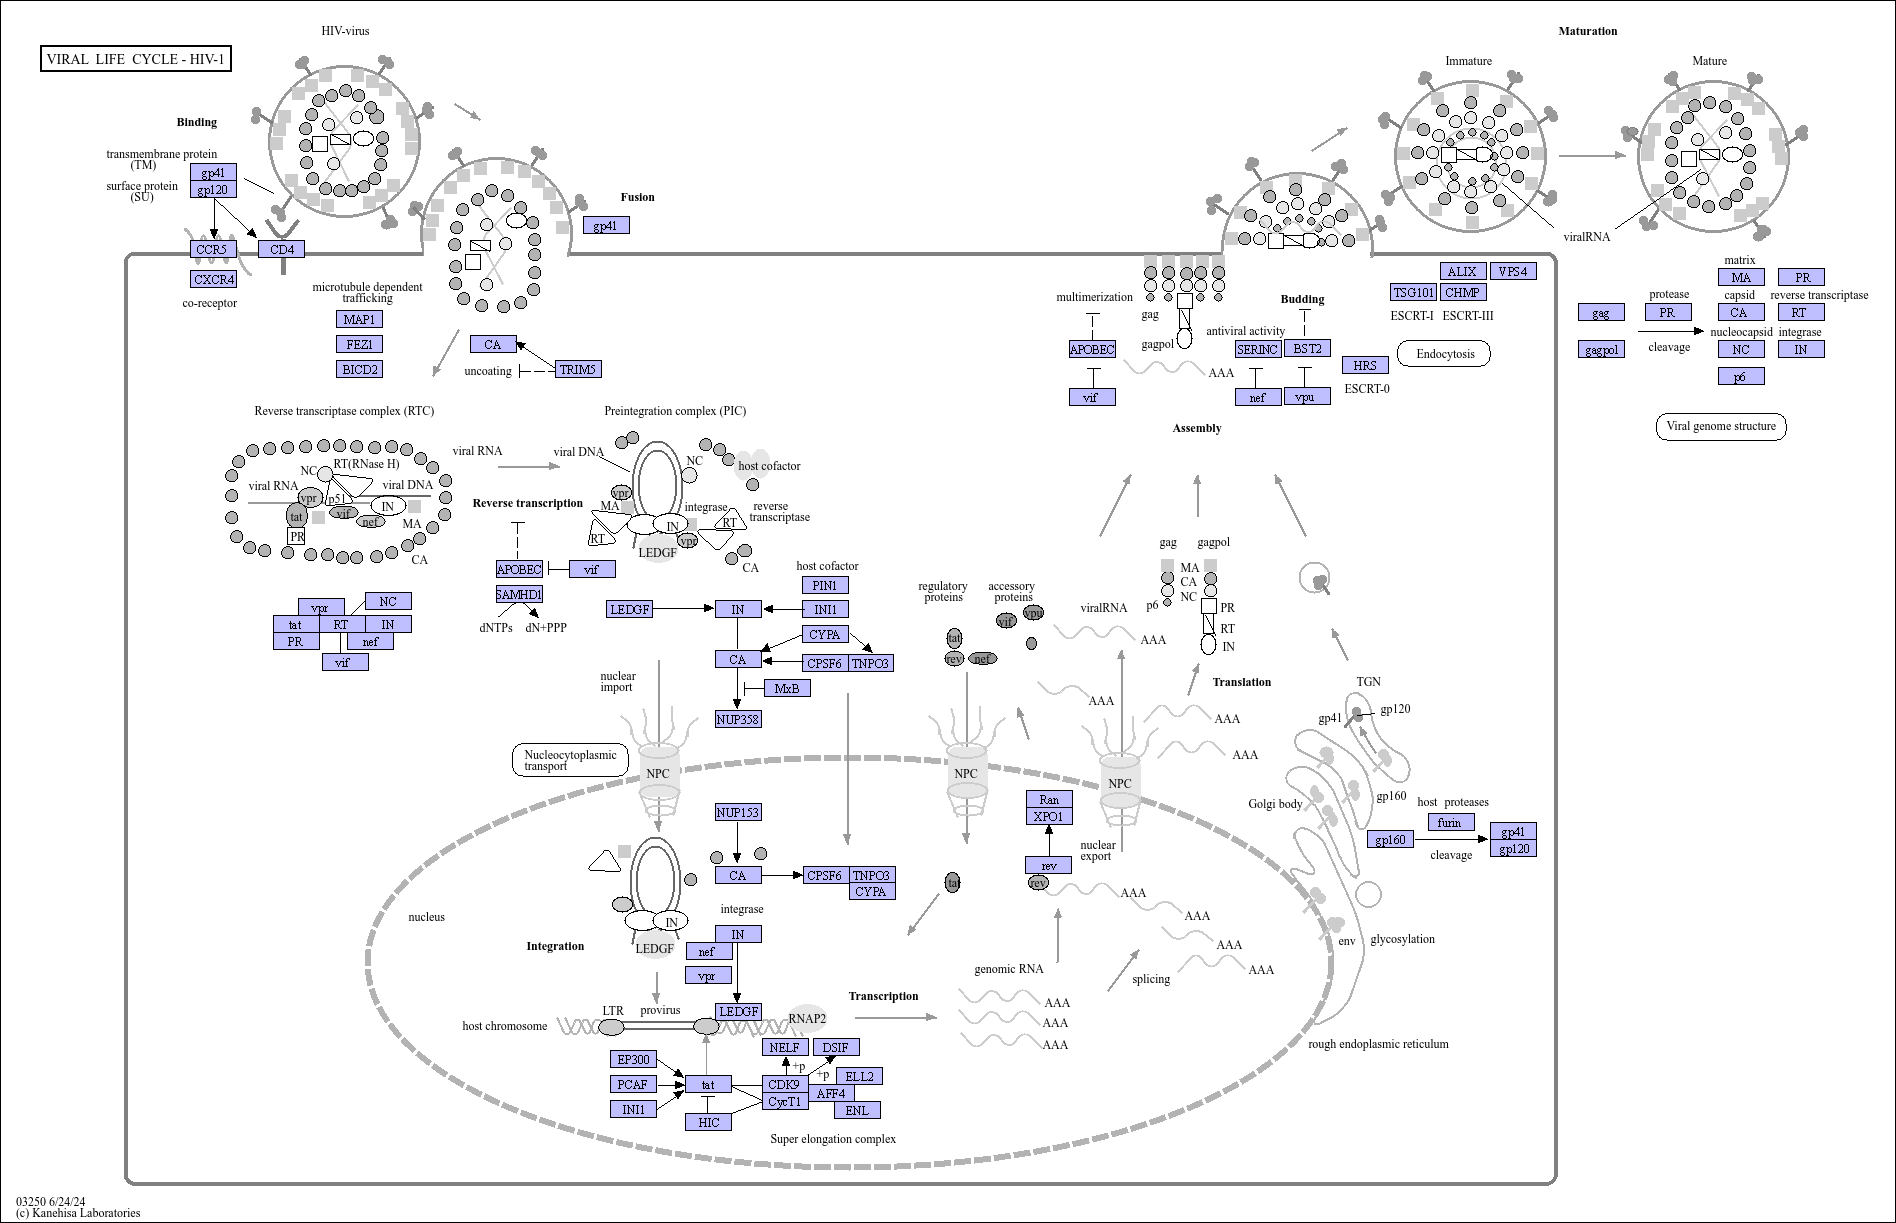 VIRAL LIFE CYCLE - HIV-1
HIV-virus
Maturation
Immature
Mature
Binding
transmembrane protein
(TM)
gp41
surface protein
(SU)
gp120
CCR5
CD4
CXCR4
co-receptor
Fusion
gp41
viralRNA
microtubule dependent
trafficking
MAP1
FEZ1
BICD2
CA
uncoating
TRIM5
multimerization
gag
gagpol
APOBEC
vif
AAA
Budding
antiviral activity
SERINC
BST2
nef
vpu
ALIX
VPS4
TSG101
CHMP
ESCRT-I
ESCRT-III
Endocytosis
HRS
ESCRT-0
Assembly
gag
gagpol
protease
PR
cleavage
matrix
MA
PR
capsid
reverse transcriptase
CA
RT
nucleocapsid
integrase
NC
IN
p6
Viral genome structure
Reverse transcriptase complex (RTC)
NC
RT(RNase H)
viral RNA
viral DNA
vpr
p51
IN
tat
vif
nef
MA
PR
CA
viral RNA
Preintegration complex (PIC)
viral DNA
NC
host cofactor
vpr
MA
integrase
reverse
transcriptase
IN
RT
RT
vpr
LEDGF
CA
Reverse transcription
APOBEC
vif
SAMHD1
dNTPs
dN+PPP
vpr
NC
tat
RT
IN
PR
nef
vif
host cofactor
PIN1
LEDGF
IN
INI1
CYPA
CA
CPSF6
TNPO3
MxB
NUP358
nuclear
import
Nucleocytoplasmic
transport
NPC
NPC
NPC
regulatory
proteins
accessory
proteins
tat
rev
nef
vif
vpu
viralRNA
AAA
AAA
AAA
AAA
gag
gagpol
MA
CA
NC
p6
PR
RT
IN
Translation
TGN
gp41
gp120
Golgi body
gp160
host proteases
furin
gp160
cleavage
gp41
gp120
NUP153
CA
CPSF6
TNPO3
CYPA
Ran
XPO1
nuclear
export
rev
rev
AAA
AAA
AAA
AAA
tat
nucleus
Integration
IN
LEDGF
integrase
IN
nef
vpr
LEDGF
env
glycosylation
rough endoplasmic reticulum
splicing
genomic RNA
AAA
AAA
AAA
Transcription
LTR
provirus
host chromosome
RNAP2
EP300
PCAF
INI1
tat
HIC
NELF
DSIF
+p
+p
CDK9
CycT1
ELL2
AFF4
ENL
Super elongation complex
03250 6/24/24
(c) Kanehisa Laboratories